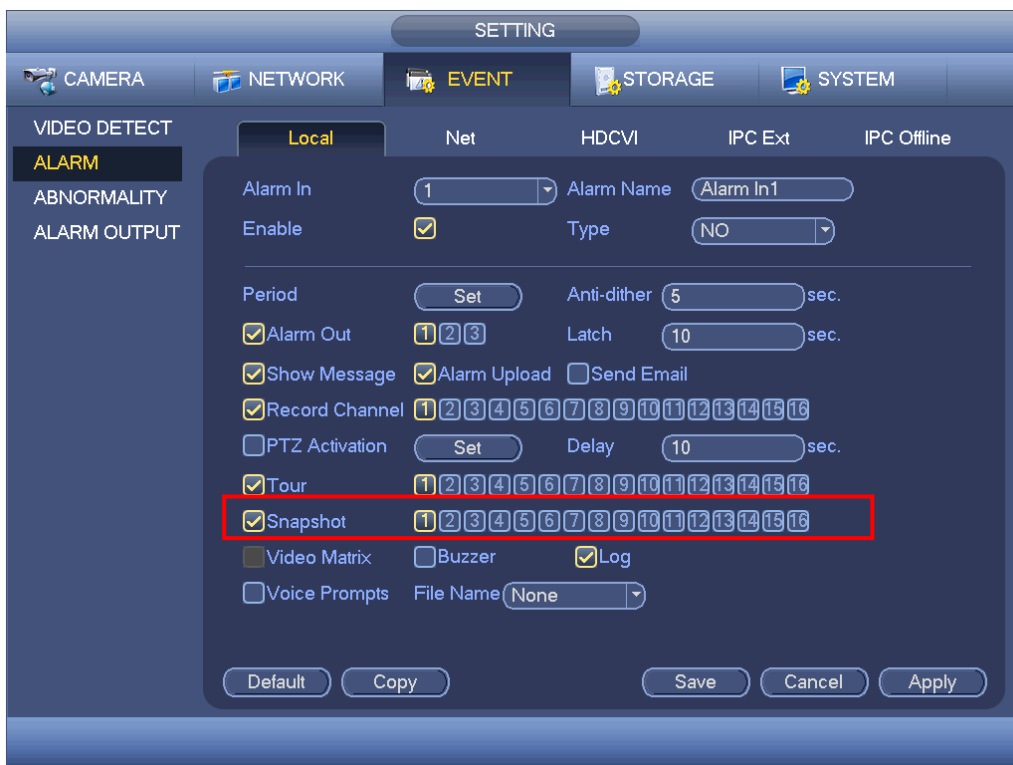 SETTING
CAMERA NETWORK EVENT STORAGE SYSTEM
VIDEO DETECT
ALARM
ABNORMALITY
ALARM OUTPUT
Local Net HDCVI IPC Ext IPC Offline
Alarm In 1 Alarm Name Alarm In1
Enable Type NO
Period Set Anti-dither 5 sec.
Alarm Out 1 2 3 Latch 10 sec.
Show Message Alarm Upload Send Email
Record Channel 1 2 3 4 5 6 7 8 9 10 11 12 13 14 15 16
PTZ Activation Set Delay 10 sec.
Tour 1 2 3 4 5 6 7 8 9 10 11 12 13 14 15 16
Snapshot 1 2 3 4 5 6 7 8 9 10 11 12 13 14 15 16
Video Matrix Buzzer Log
Voice Prompts File Name None
Default Copy Save Cancel Apply